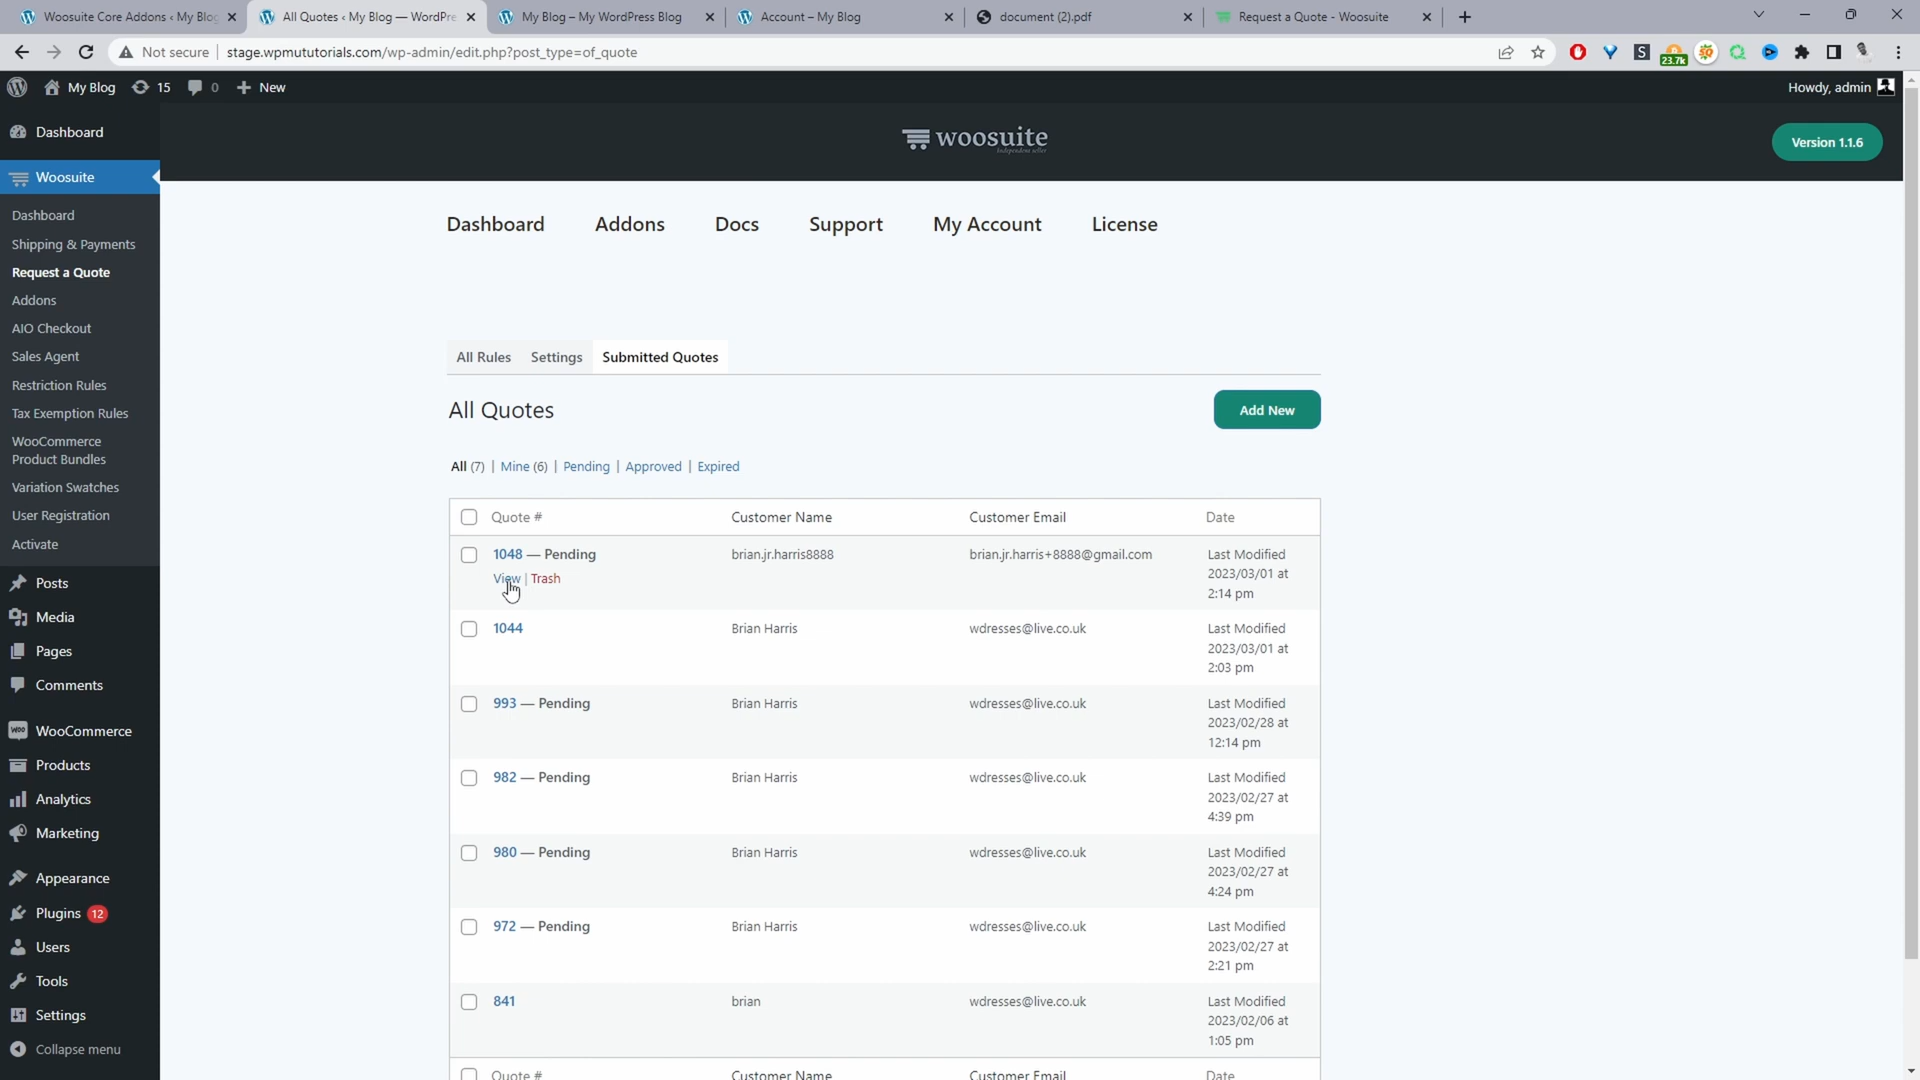 Woosuite Core Addons ‹ My Blog
All Quotes ‹ My Blog — WordPre
My Blog – My WordPress Blog
Account – My Blog
document (2).pdf
Request a Quote - Woosuite
Not secure
stage.wpmututorials.com/wp-admin/edit.php?post_type=of_quote
23.7k
My Blog
15
0
New
Howdy, admin
Dashboard
woosuite
Independent seller
Version 1.1.6
Woosuite
Dashboard
Shipping & Payments
Request a Quote
Addons
AIO Checkout
Sales Agent
Restriction Rules
Tax Exemption Rules
WooCommerce
Product Bundles
Variation Swatches
User Registration
Activate
Posts
Media
Pages
Comments
WooCommerce
Products
Analytics
Marketing
Appearance
Plugins 12
Users
Tools
Settings
Collapse menu
Dashboard Addons Docs Support My Account License
All Rules Settings Submitted Quotes
All Quotes
Add New
All (7) | Mine (6) | Pending | Approved | Expired
Quote # Customer Name Customer Email Date
1048 — Pending brian.jr.harris8888 brian.jr.harris+8888@gmail.com Last Modified
2023/03/01 at
2:14 pm
View | Trash
1044 Brian Harris wdresses@live.co.uk Last Modified
2023/03/01 at
2:03 pm
993 — Pending Brian Harris wdresses@live.co.uk Last Modified
2023/02/28 at
12:14 pm
982 — Pending Brian Harris wdresses@live.co.uk Last Modified
2023/02/27 at
4:39 pm
980 — Pending Brian Harris wdresses@live.co.uk Last Modified
2023/02/27 at
4:24 pm
972 — Pending Brian Harris wdresses@live.co.uk Last Modified
2023/02/27 at
2:21 pm
841 brian wdresses@live.co.uk Last Modified
2023/02/06 at
1:05 pm
Quote # Customer Name Customer Email Date